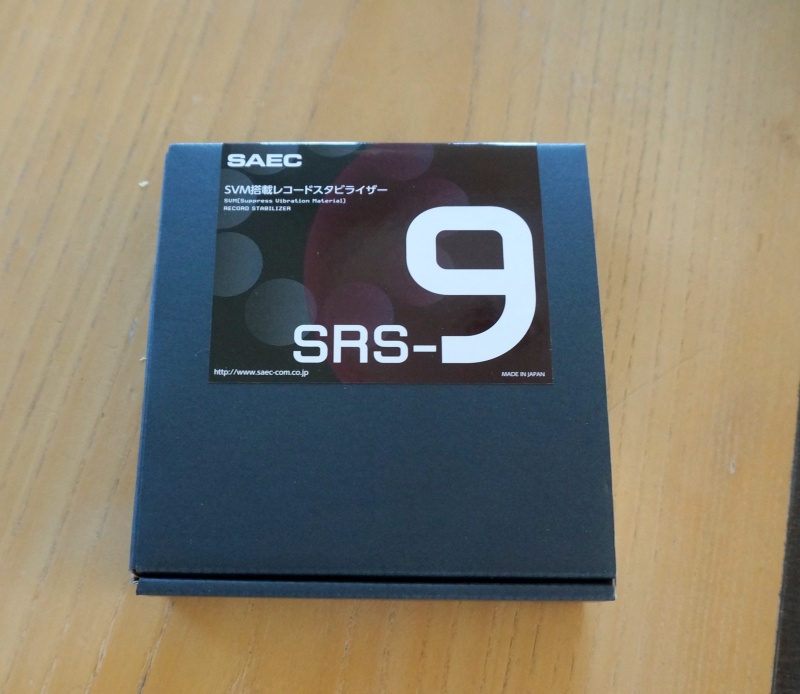 SAEC
SVM搭載レコードスタビライザー
SVM(Suppress Vibration Material)
RECORD STABILIZER
SRS-9
http://www.saec-com.co.jp
MADE IN JAPAN